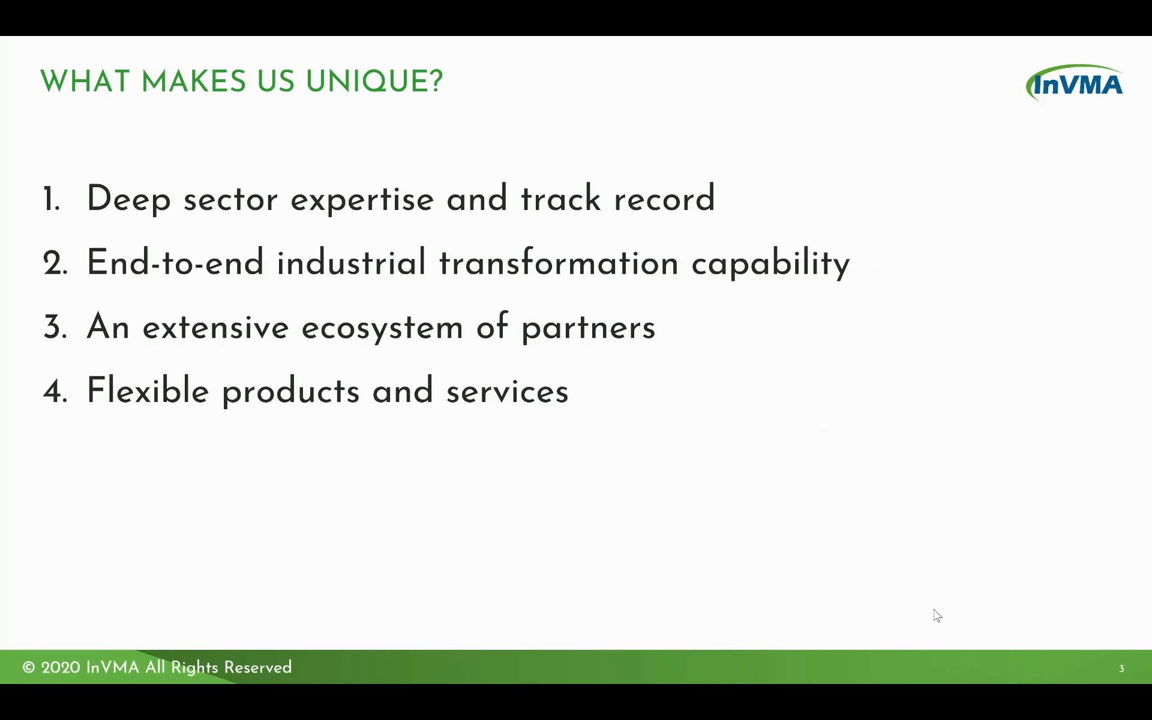 WHAT MAKES US UNIQUE?
InVMA
1. Deep sector expertise and track record
2. End-to-end industrial transformation capability
3. An extensive ecosystem of partners
4. Flexible products and services
© 2020 InVMA All Rights Reserved
3